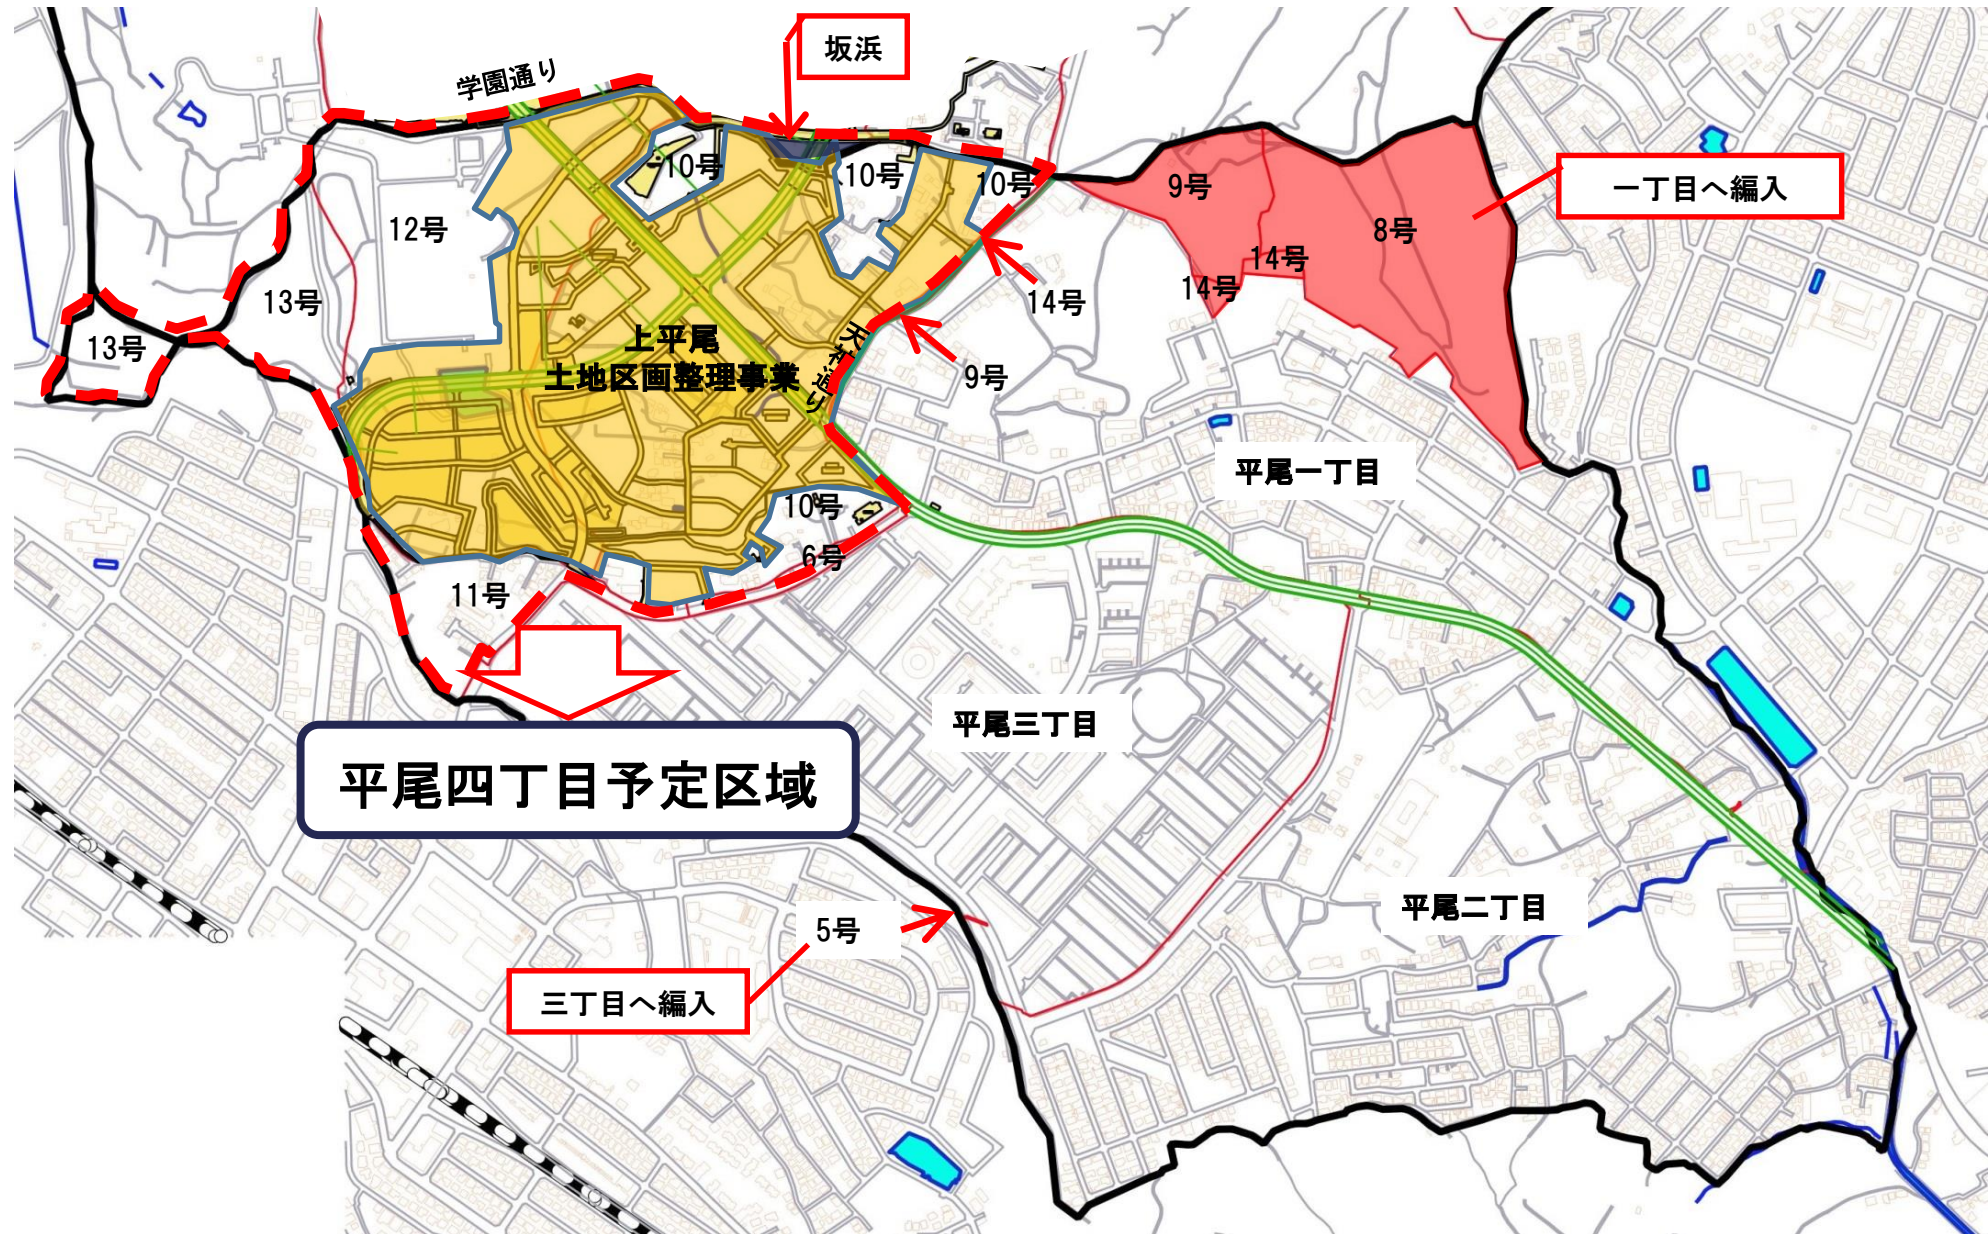 坂浜
学園通り
10号
10号
10号
9号
一丁目へ編入
12号
8号
14号
14号
13号
14号
13号
上平尾
土地区画整理事業
天神通り
9号
平尾一丁目
10号
6号
11号
平尾三丁目
平尾四丁目予定区域
平尾二丁目
5号
三丁目へ編入